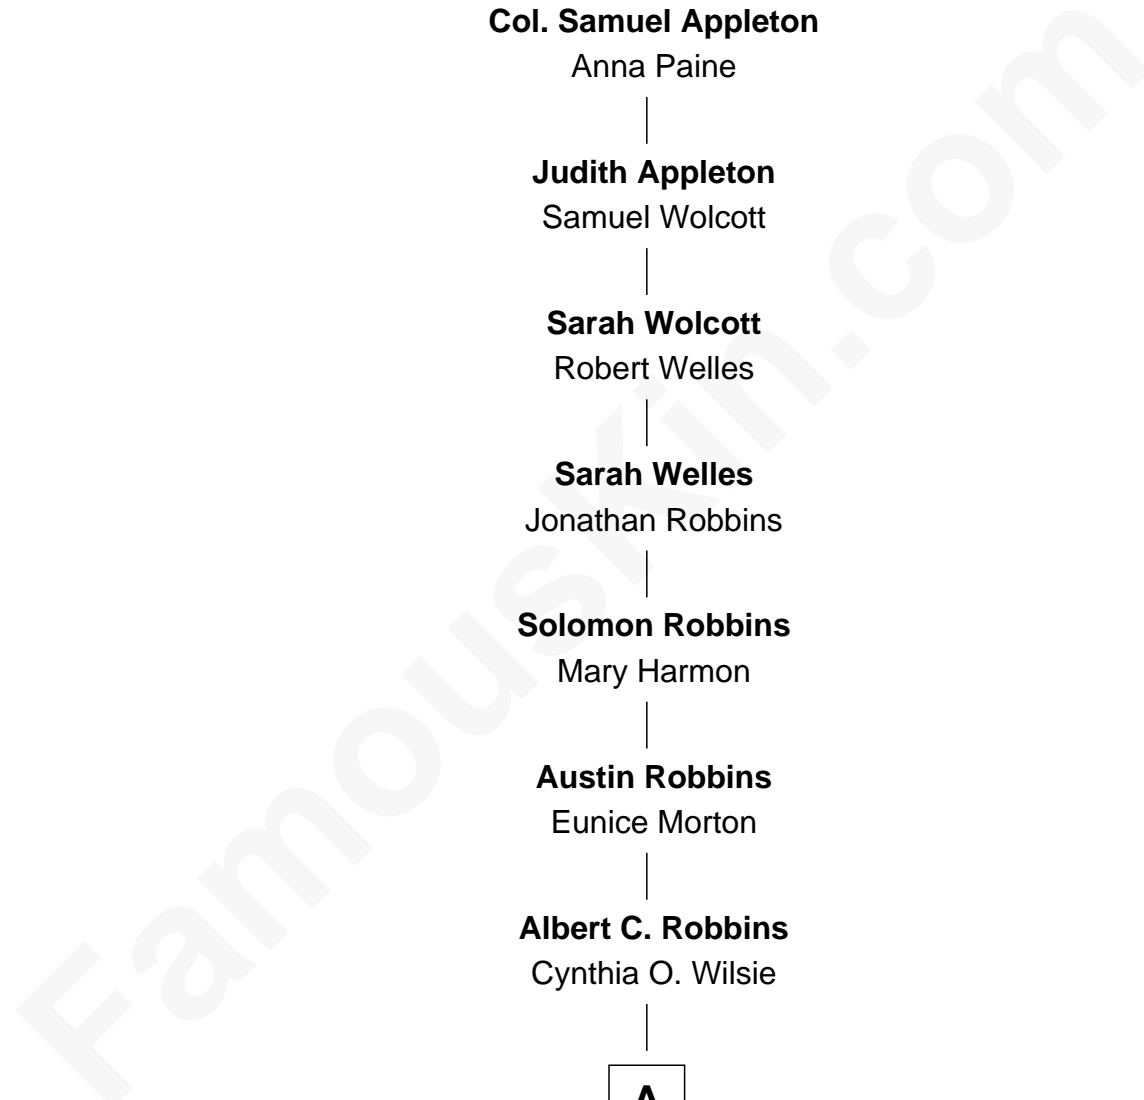 Col. Samuel Appleton
Anna Paine
Judith Appleton
Samuel Wolcott
Sarah Wolcott
Robert Welles
Sarah Welles
Jonathan Robbins
Solomon Robbins
Mary Harmon
Austin Robbins
Eunice Morton
Albert C. Robbins
Cynthia O. Wilsie
A
FamousKin.com